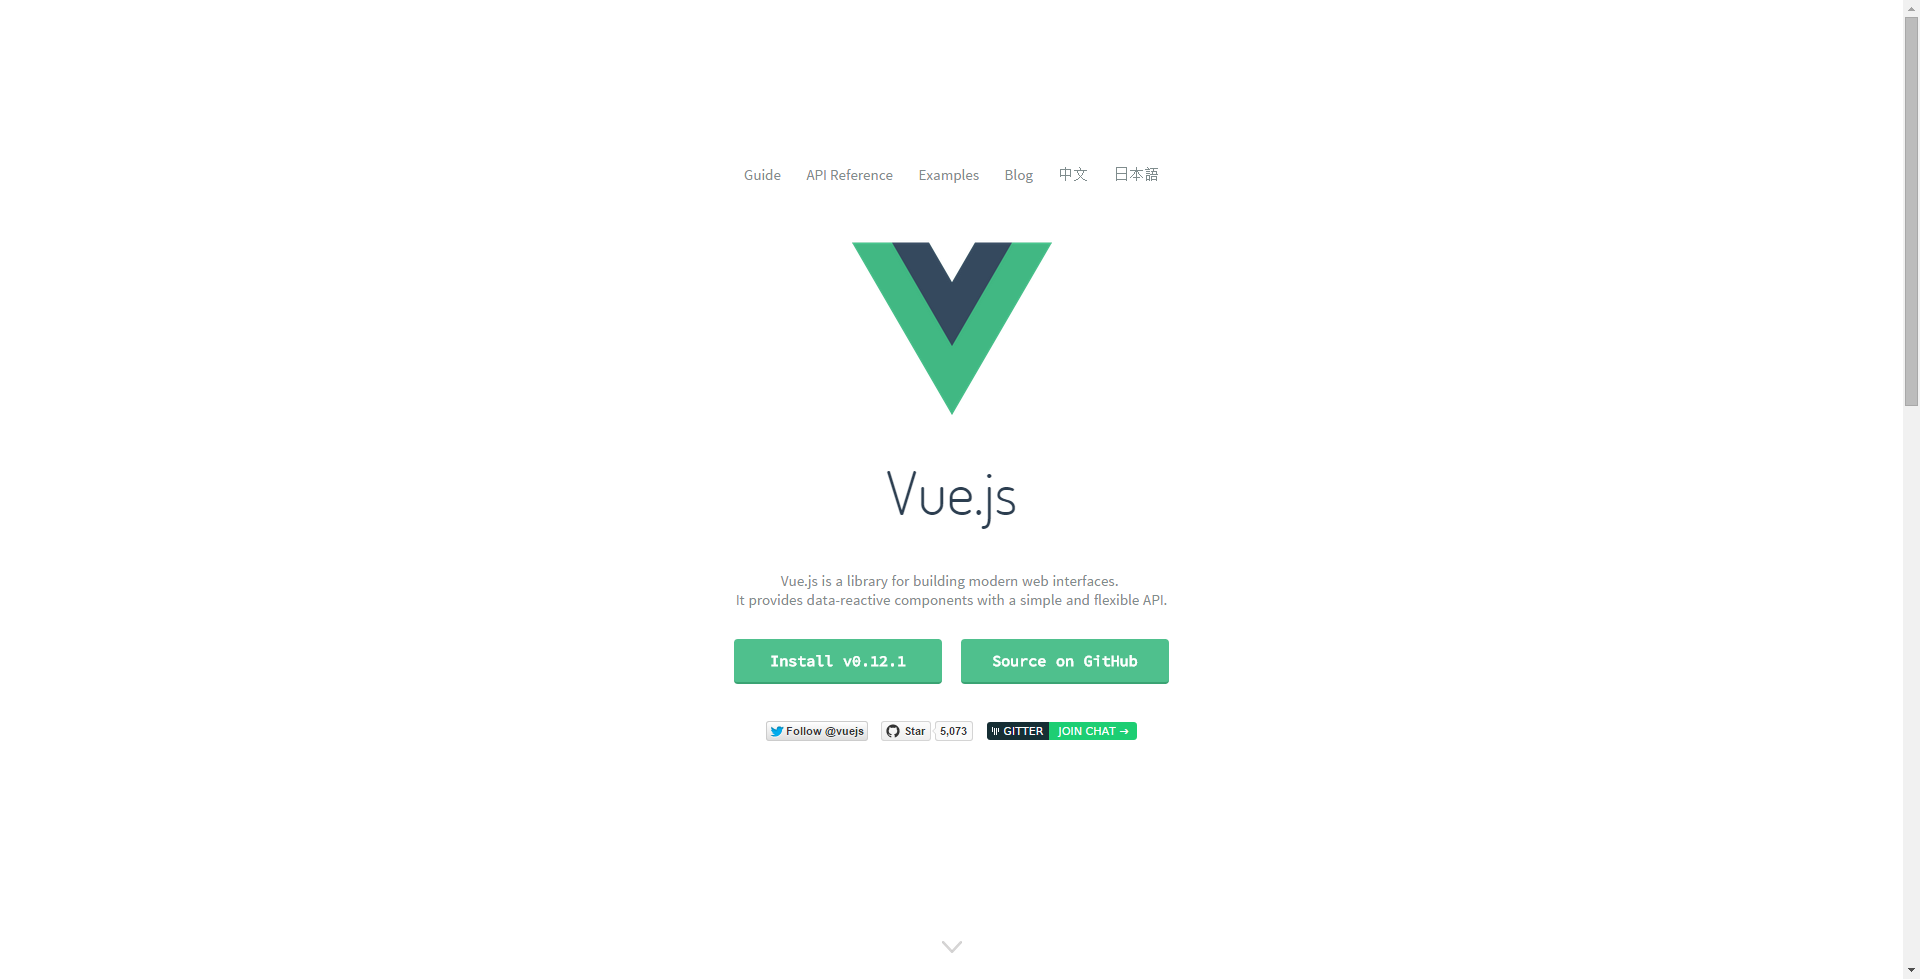 Guide API Reference Examples Blog 中文 日本語
Vue.js
Vue.js is a library for building modern web interfaces.
It provides data-reactive components with a simple and flexible API.
Install v0.12.1 Source on GitHub
Follow @vuejs Star 5,073 GITTER JOIN CHAT →